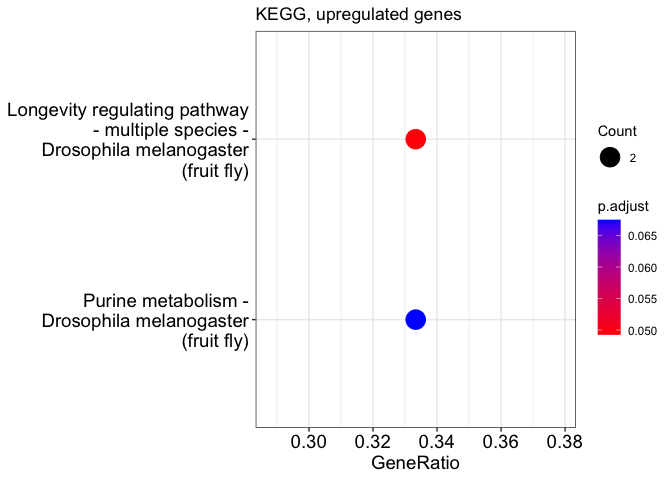 KEGG, upregulated genes
Longevity regulating pathway
- multiple species -
Drosophila melanogaster
(fruit fly)
Purine metabolism -
Drosophila melanogaster
(fruit fly)
0.30 0.32 0.34 0.36 0.38
GeneRatio
Count
2
p.adjust
0.065
0.060
0.055
0.050